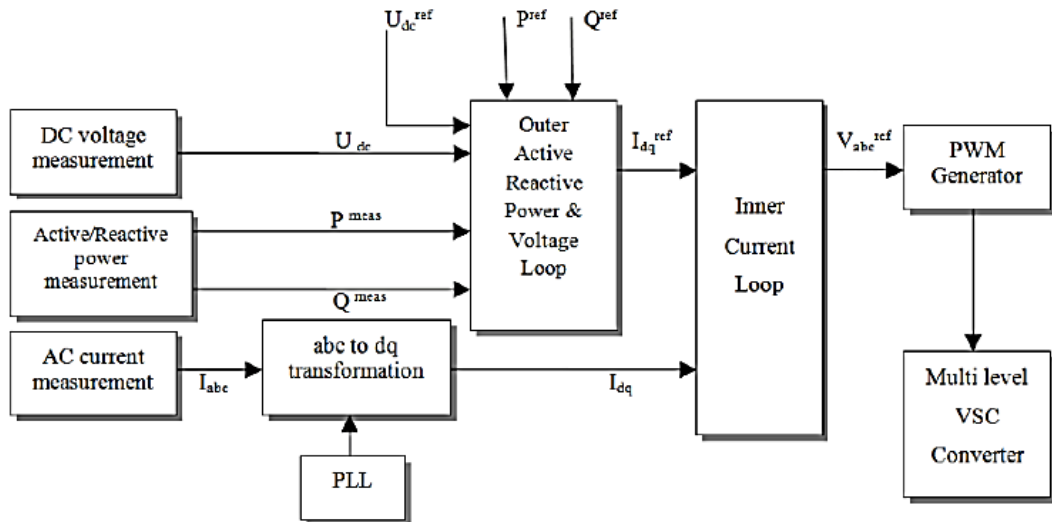 U_dc^ref
P^ref
Q^ref
DC voltage
measurement
U_dc
Outer
Active
Reactive
Power &
Voltage
Loop
I_dq^ref
Inner
Current
Loop
V_abc^ref
PWM
Generator
Active/Reactive
power
measurement
P^meas
Q^meas
AC current
measurement
I_abc
abc to dq
transformation
I_dq
PLL
Multi level
VSC
Converter